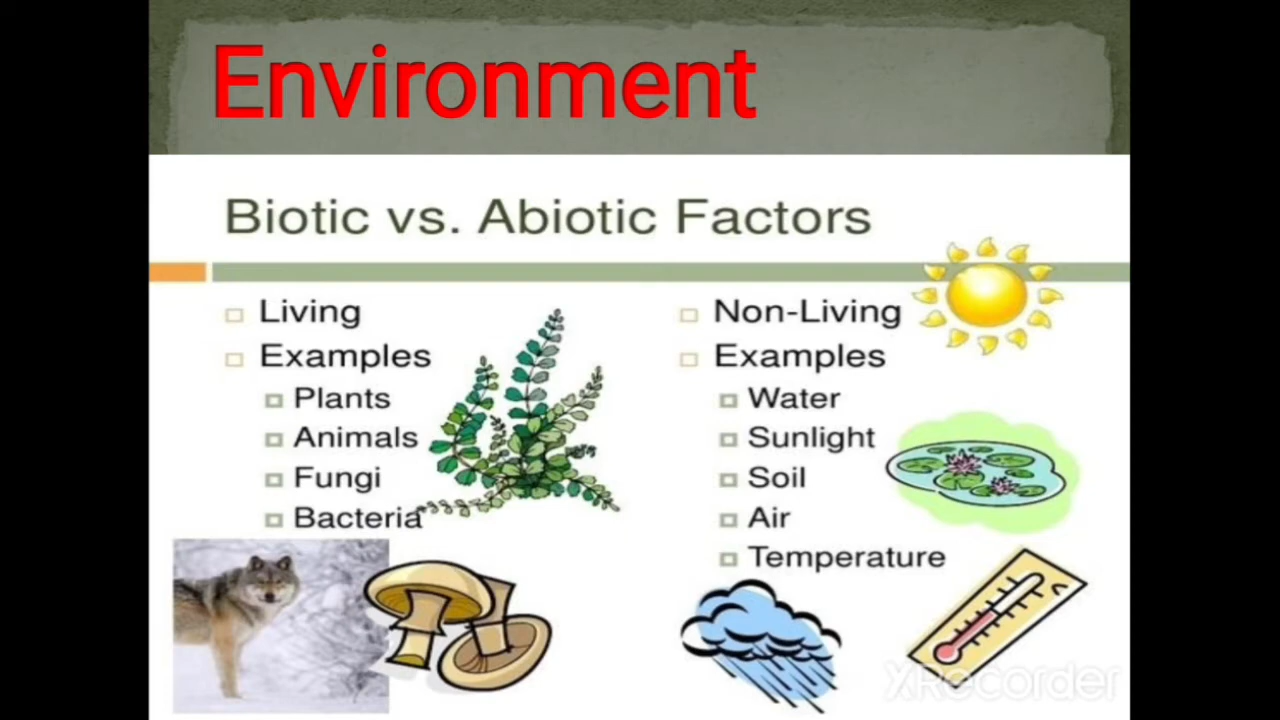 Environment
Biotic vs. Abiotic Factors
Living
Examples
Plants
Animals
Fungi
Bacteria
Non-Living
Examples
Water
Sunlight
Soil
Air
Temperature
XRecorder